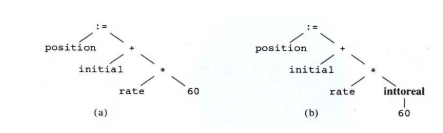 := :=
position + position +
initial * initial *
rate 60 rate inttoreal
60
(a) (b)